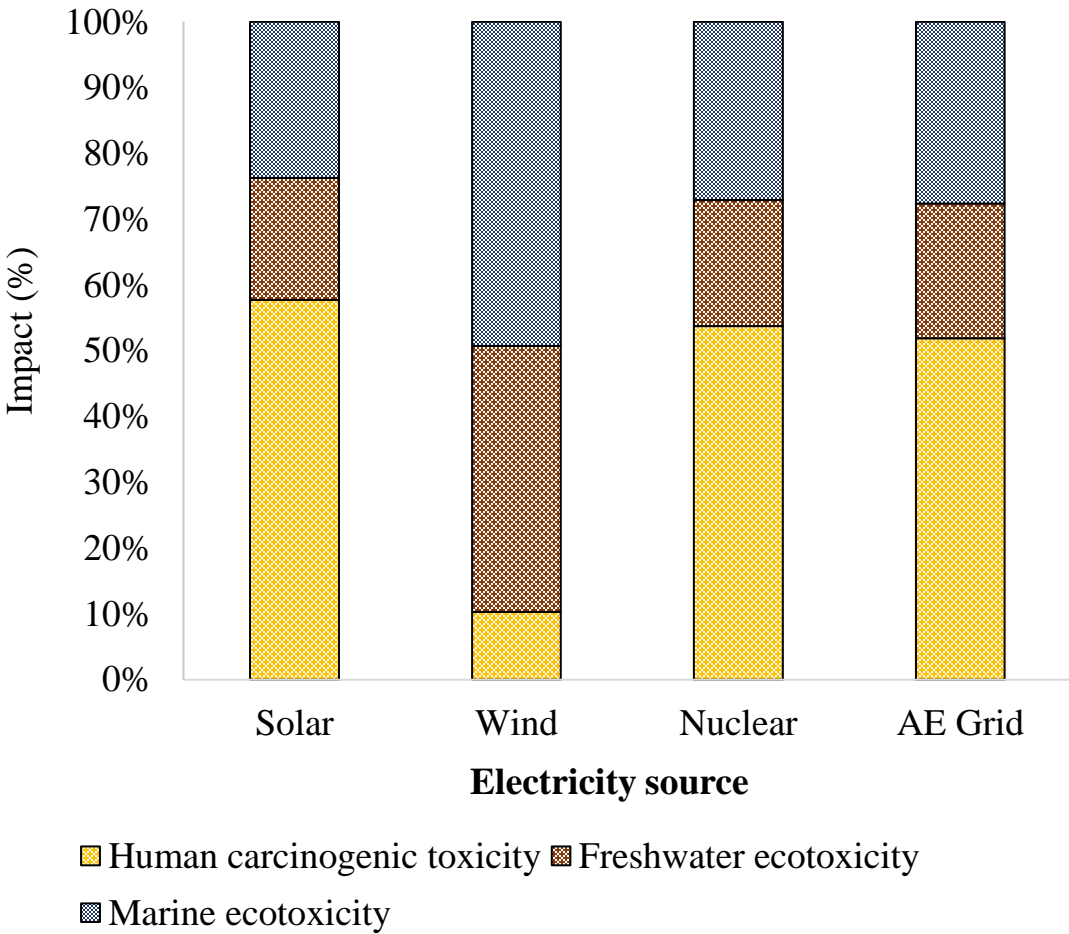 100%
90%
80%
70%
60%
50%
40%
30%
20%
10%
0%
Impact (%)
Solar Wind Nuclear AE Grid
Electricity source
Human carcinogenic toxicity Freshwater ecotoxicity
Marine ecotoxicity